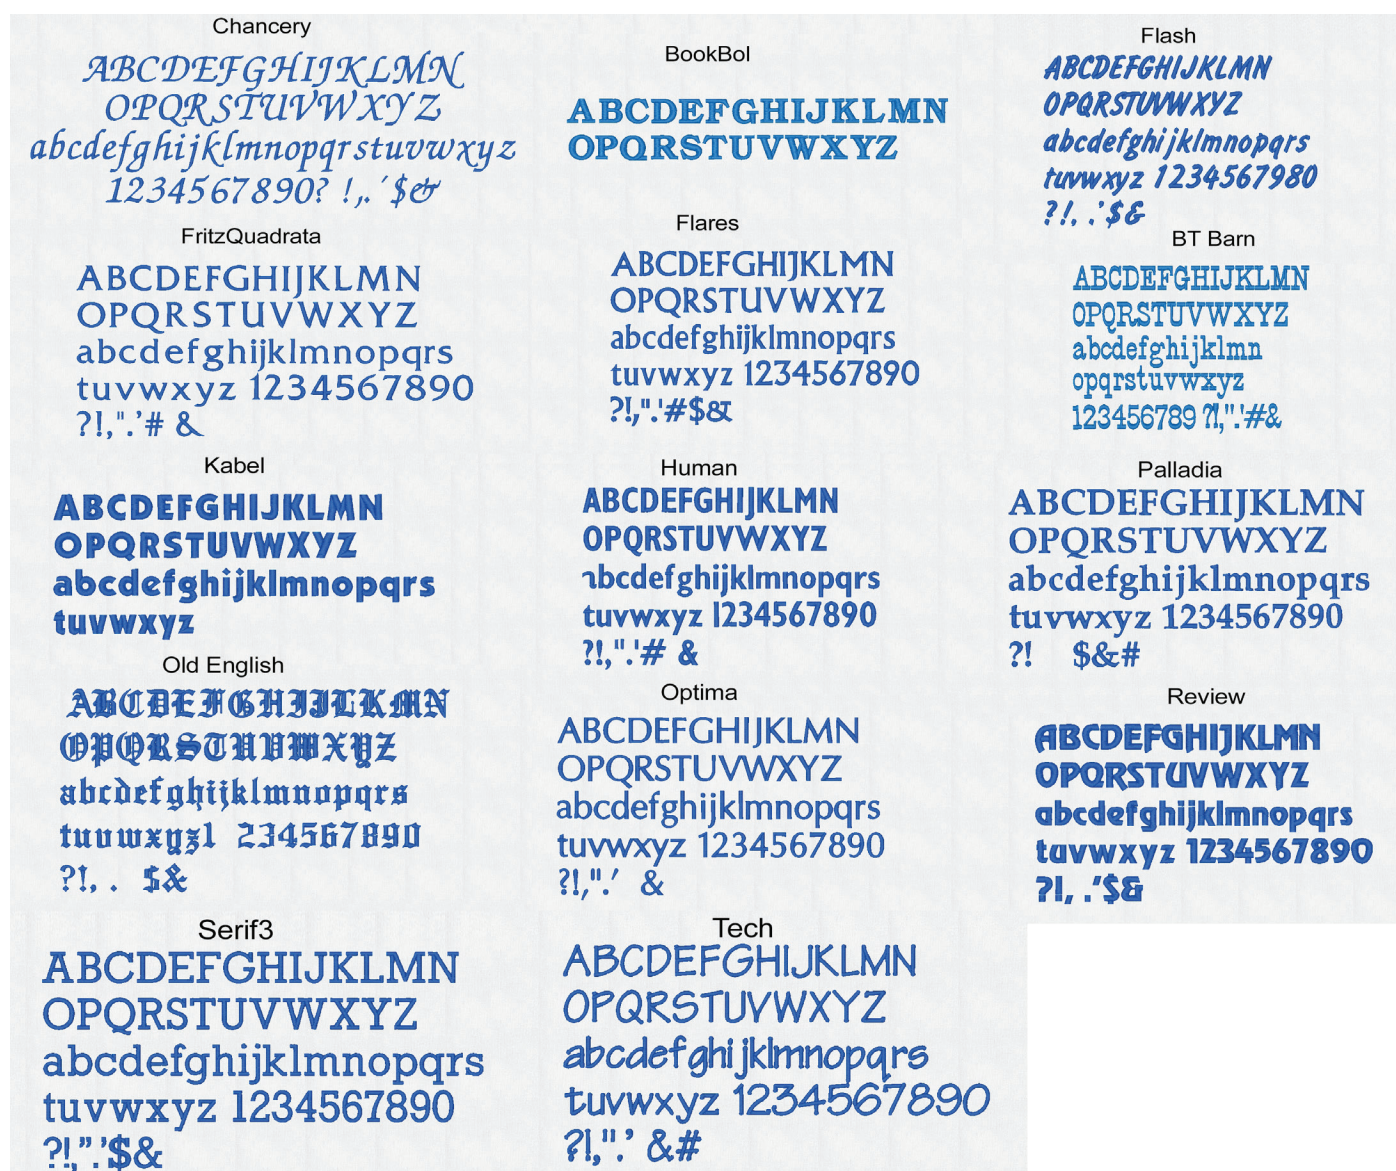 Chancery
ABCDEFGHIJKLMN
OPQRSTUVWXYZ
abcdefghijklmnopqrstuvwxyz
1234567890? !,.´$&
BookBol
ABCDEFGHIJKLMN
OPQRSTUVWXYZ
Flash
ABCDEFGHIJKLMN
OPQRSTUVWXYZ
abcdefghijklmnopqrs
tuvwxyz 1234567980
?!, .'$&
FritzQuadrata
ABCDEFGHIJKLMN
OPQRSTUVWXYZ
abcdefghijklmnopqrs
tuvwxyz 1234567890
?!,".'# &
Flares
ABCDEFGHIJKLMN
OPQRSTUVWXYZ
abcdefghijklmnopqrs
tuvwxyz 1234567890
?!,".'#$&
BT Barn
ABCDEFGHIJKLMN
OPQRSTUVWXYZ
abcdefghijklmn
opqrstuvwxyz
123456789 ?!,".'#&
Kabel
ABCDEFGHIJKLMN
OPQRSTUVWXYZ
abcdefghijklmnopqrs
tuvwxyz
Human
ABCDEFGHIJKLMN
OPQRSTUVWXYZ
abcdefghijklmnopqrs
tuvwxyz 1234567890
?!,".'# &
Palladia
ABCDEFGHIJKLMN
OPQRSTUVWXYZ
abcdefghijklmnopqrs
tuvwxyz 1234567890
?! $&#
Old English
ABCDEFGHIJLKMN
OPQRSTUVWXYZ
abcdefghijklmnopqrs
tuvwxyz1 234567890
?!, . $&
Optima
ABCDEFGHIJKLMN
OPQRSTUVWXYZ
abcdefghijklmnopqrs
tuvwxyz 1234567890
?!,".′ &
Review
ABCDEFGHIJKLMN
OPQRSTUVWXYZ
abcdefghijklmnopqrs
tuvwxyz 1234567890
?!, .'$&
Serif3
ABCDEFGHIJKLMN
OPQRSTUVWXYZ
abcdefghijklmnopqrs
tuvwxyz 1234567890
?!,”.'$&
Tech
ABCDEFGHIJKLMN
OPQRSTUVWXYZ
abcdefghijklmnopqrs
tuvwxyz 1234567890
?!,".' &#